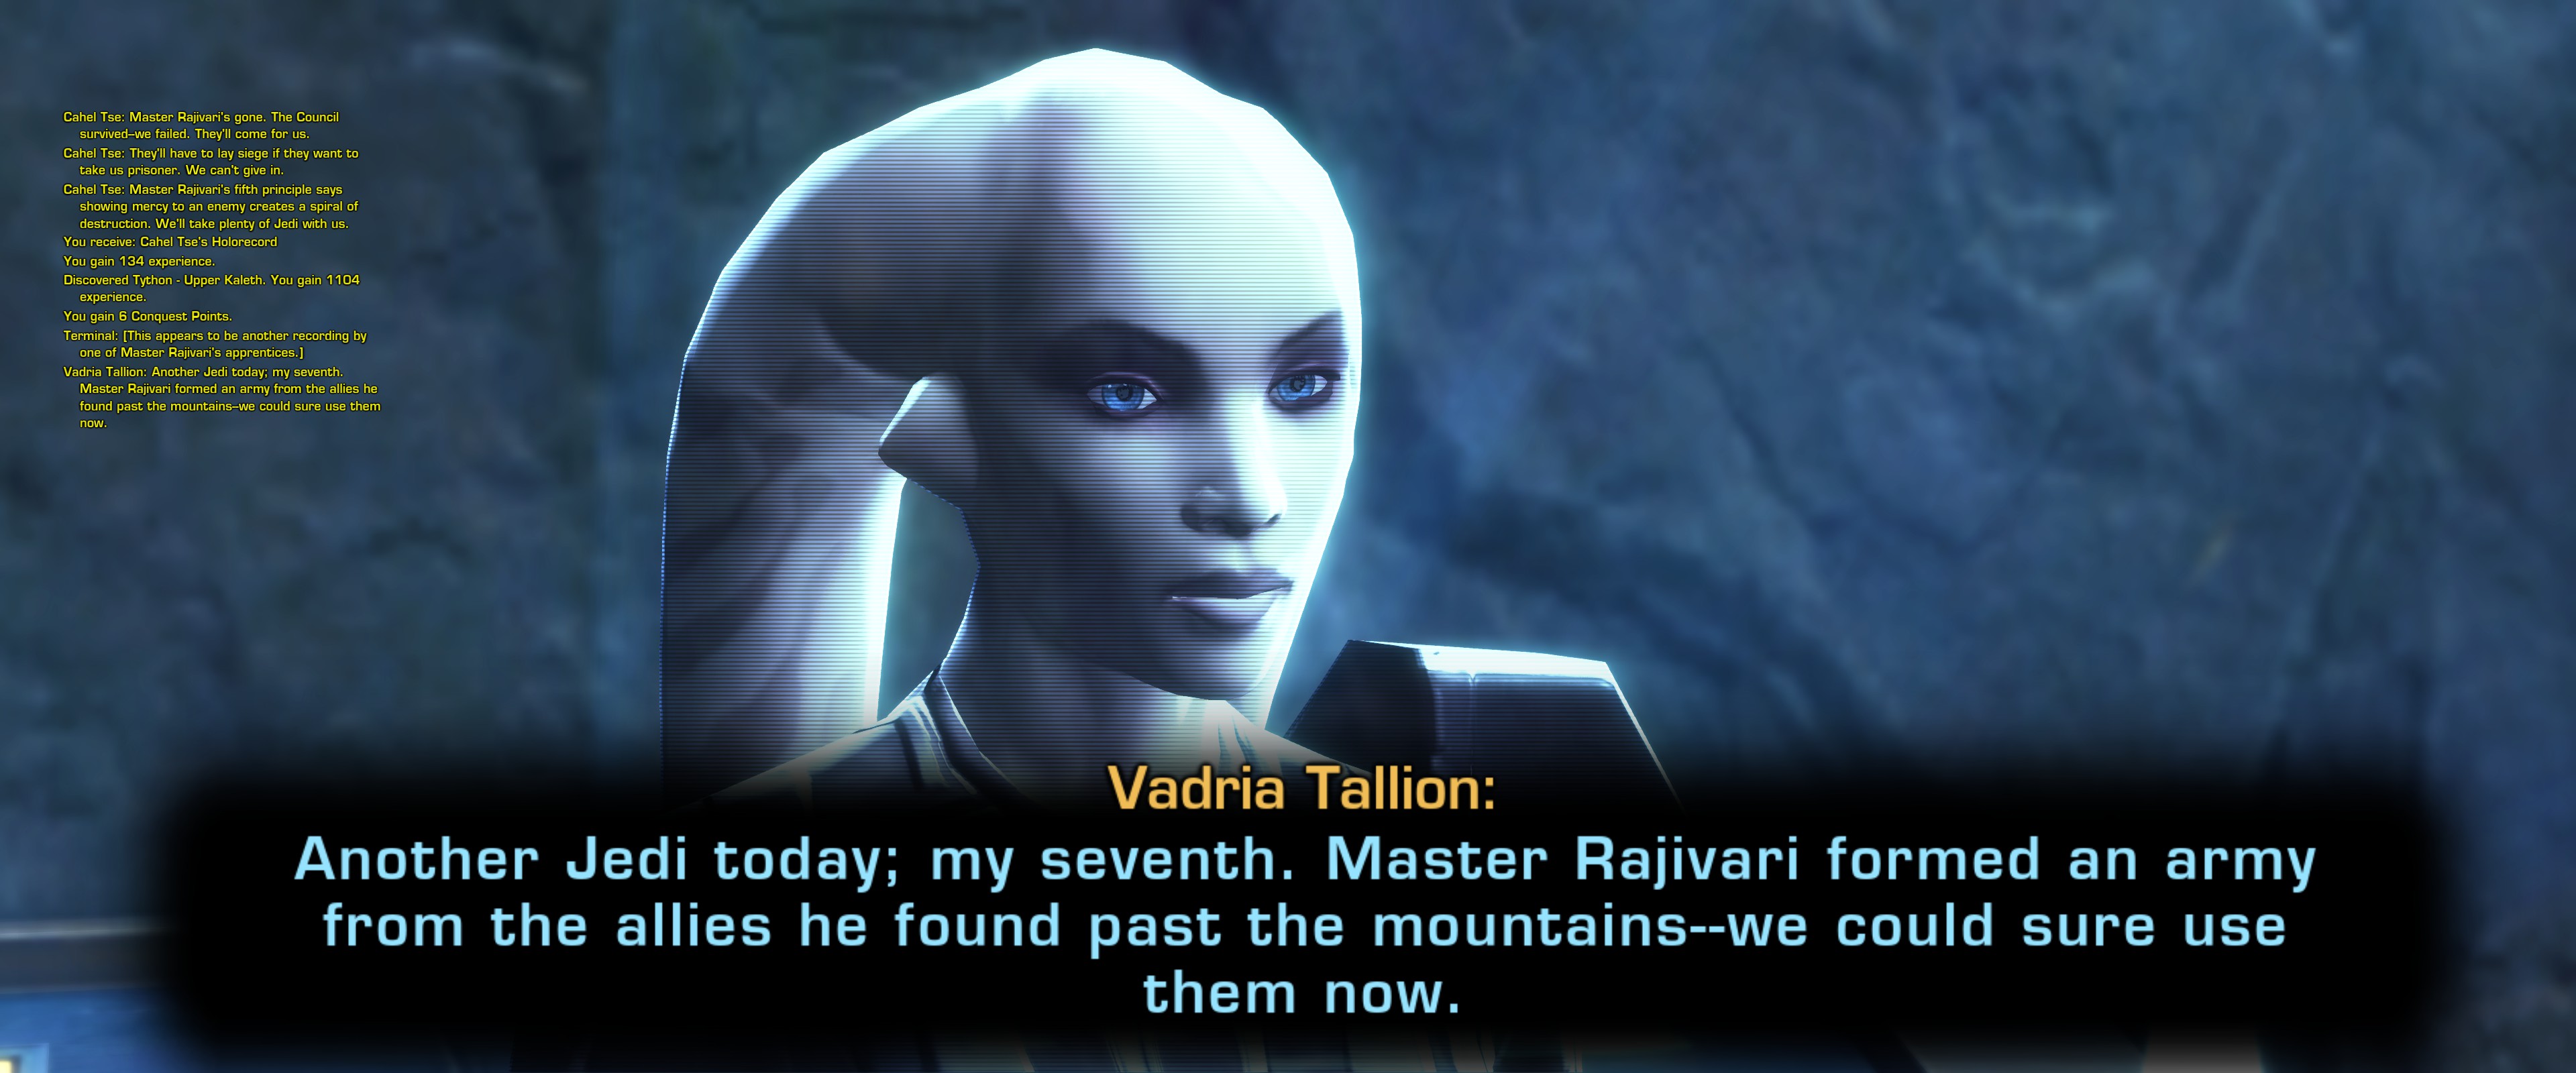 Cahel Tse: Master Rajivari's gone. The Council
survived--we failed. They'll come for us.
Cahel Tse: They'll have to lay siege if they want to
take us prisoner. We can't give in.
Cahel Tse: Master Rajivari's fifth principle says
showing mercy to an enemy creates a spiral of
destruction. We'll take plenty of Jedi with us.
You receive: Cahel Tse's Holorecord
You gain 134 experience.
Discovered Tython - Upper Kaleth. You gain 1104
experience.
You gain 6 Conquest Points.
Terminal: [This appears to be another recording by
one of Master Rajivari's apprentices.]
Vadria Tallion: Another Jedi today; my seventh.
Master Rajivari formed an army from the allies he
found past the mountains--we could sure use them
now.
Vadria Tallion:
Another Jedi today; my seventh. Master Rajivari formed an army
from the allies he found past the mountains--we could sure use
them now.